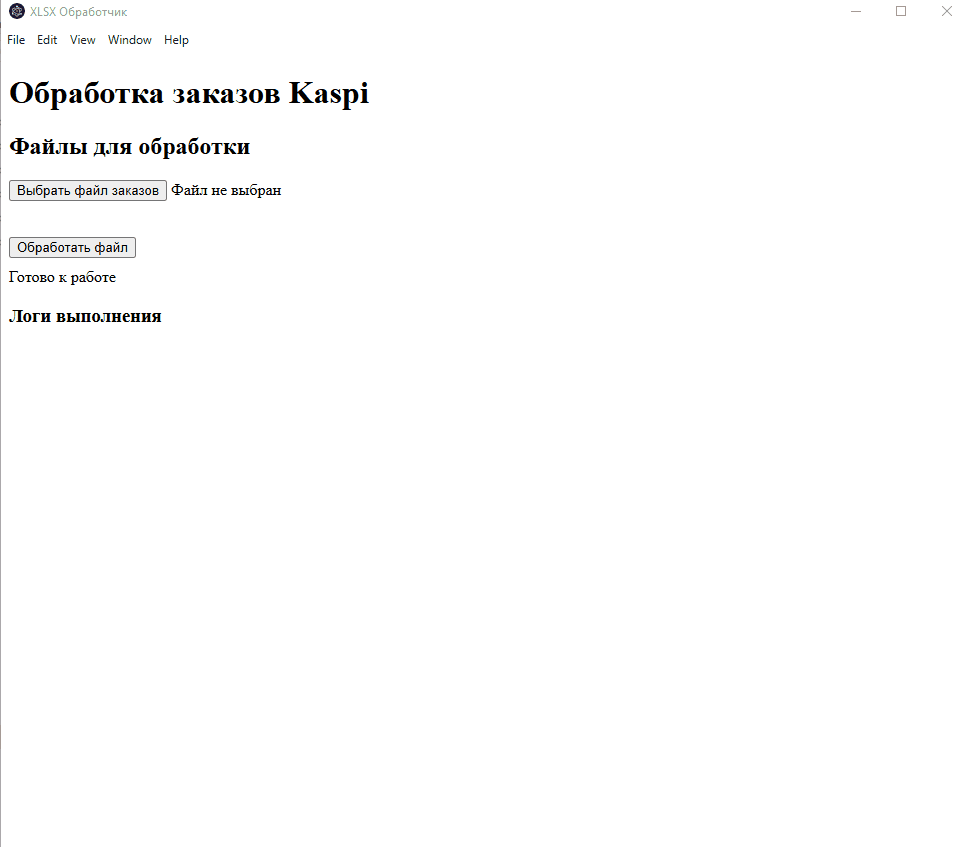 XLSX Обработчик
File Edit View Window Help
Обработка заказов Kaspi
Файлы для обработки
Выбрать файл заказов Файл не выбран
Обработать файл
Готово к работе
Логи выполнения